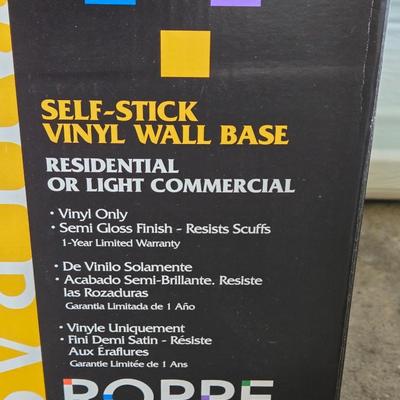 SELF-STICK
VINYL WALL BASE
RESIDENTIAL
OR LIGHT COMMERCIAL
• Vinyl Only
• Semi Gloss Finish - Resists Scuffs
1-Year Limited Warranty
• De Vinilo Solamente
• Acabado Semi-Brillante. Resiste
las Rozaduras
Garantia Limitada de 1 Año
• Vinyle Uniquement
• Fini Demi Satin - Résiste
Aux Éraflures
Garantie Limitée de 1 Ans
ROPPE